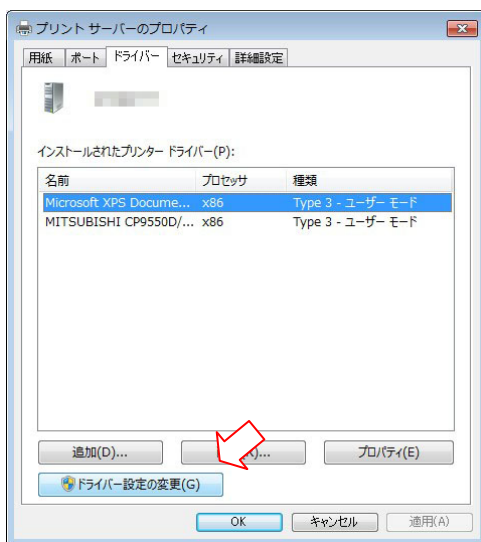 プリント サーバーのプロパティ
用紙 ポート ドライバー セキュリティ 詳細設定
インストールされたプリンター ドライバー(P):
名前 プロセッサ 種類
Microsoft XPS Docume... x86 Type 3 - ユーザー モード
MITSUBISHI CP9550D/... x86 Type 3 - ユーザー モード
追加(D)... )... プロパティ(E)
ドライバー設定の変更(G)
OK キャンセル 適用(A)